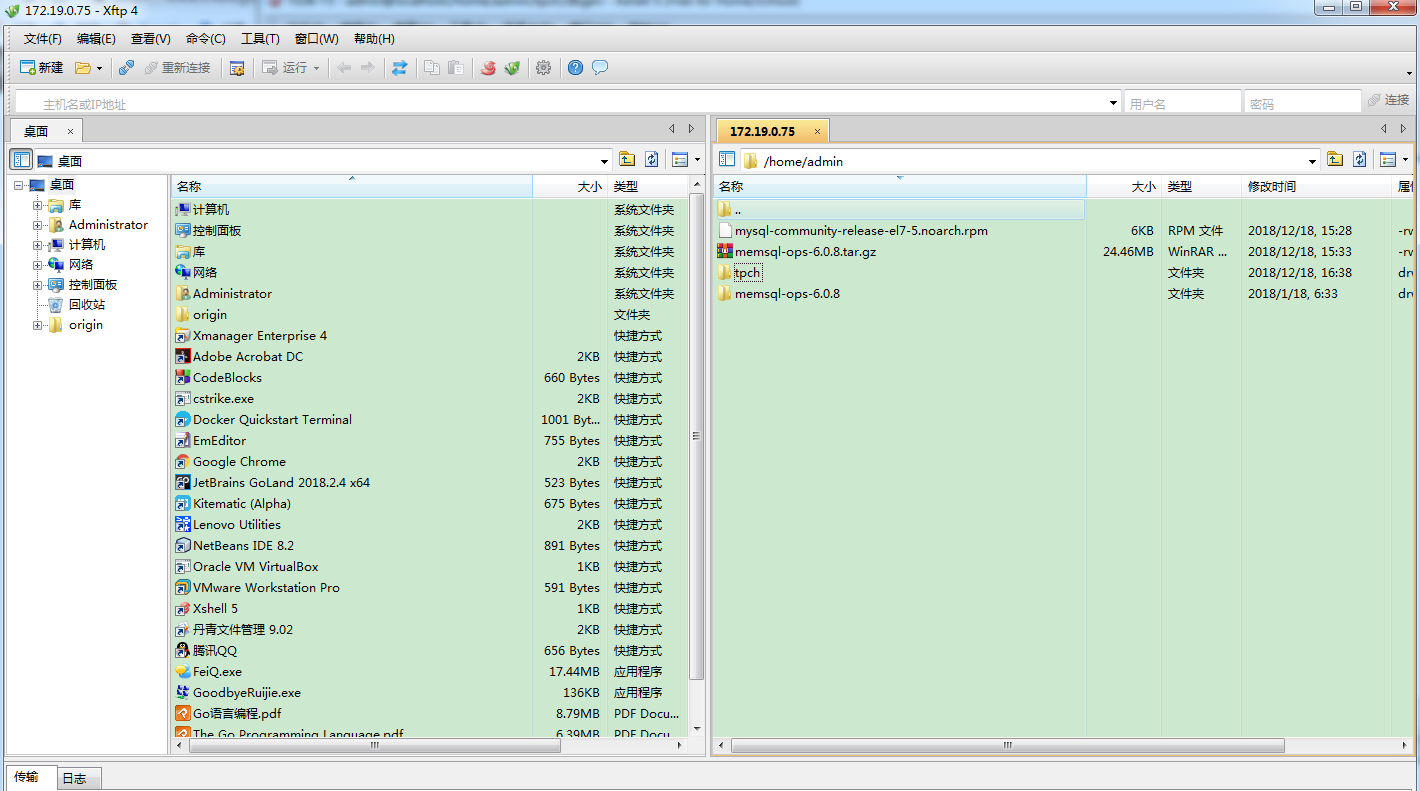 172.19.0.75 - Xftp 4
文件(F) 编辑(E) 查看(V) 命令(C) 工具(T) 窗口(W) 帮助(H)
新建 重新连接 运行
主机名或IP地址 用户名 密码 连接
桌面
桌面
桌面
库
Administrator
计算机
网络
控制面板
回收站
origin
名称 大小 类型
计算机 系统文件夹
控制面板 系统文件夹
库 系统文件夹
网络 系统文件夹
Administrator 系统文件夹
origin 文件夹
Xmanager Enterprise 4 快捷方式
Adobe Acrobat DC 2KB 快捷方式
CodeBlocks 660 Bytes 快捷方式
cstrike.exe 2KB 快捷方式
Docker Quickstart Terminal 1001 Byt... 快捷方式
EmEditor 755 Bytes 快捷方式
Google Chrome 2KB 快捷方式
JetBrains GoLand 2018.2.4 x64 523 Bytes 快捷方式
Kitematic (Alpha) 675 Bytes 快捷方式
Lenovo Utilities 2KB 快捷方式
NetBeans IDE 8.2 891 Bytes 快捷方式
Oracle VM VirtualBox 1KB 快捷方式
VMware Workstation Pro 591 Bytes 快捷方式
Xshell 5 1KB 快捷方式
丹青文件管理 9.02 2KB 快捷方式
腾讯QQ 656 Bytes 快捷方式
FeiQ.exe 17.44MB 应用程序
GoodbyeRuijie.exe 136KB 应用程序
Go语言编程.pdf 8.79MB PDF Docu...
The Go Programming Language.pdf 6.39MB PDF Docu...
172.19.0.75
/home/admin
名称 大小 类型 修改时间 属性
..
mysql-community-release-el7-5.noarch.rpm 6KB RPM 文件 2018/12/18, 15:28 -rw
memsql-ops-6.0.8.tar.gz 24.46MB WinRAR ... 2018/12/18, 15:33 -rw
tpch 文件夹 2018/12/18, 16:38 drw
memsql-ops-6.0.8 文件夹 2018/1/18, 6:33 drw
传输 日志